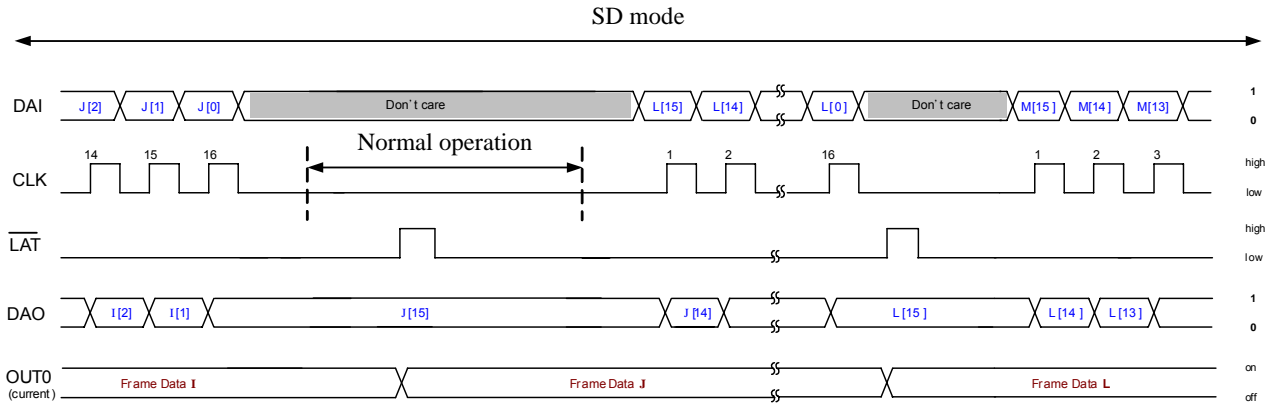 SD mode
DAI J[2] J[1] J[0] Don't care L[15] L[14] L[0] Don't care M[15] M[14] M[13] 1
0
Normal operation
14 15 16 1 2 16 1 2 3
CLK high
low
LAT high
low
DAO I[2] I[1] J[15] J[14] L[15] L[14] L[13] 1
0
OUT0 (current) Frame Data I Frame Data J Frame Data L on
off